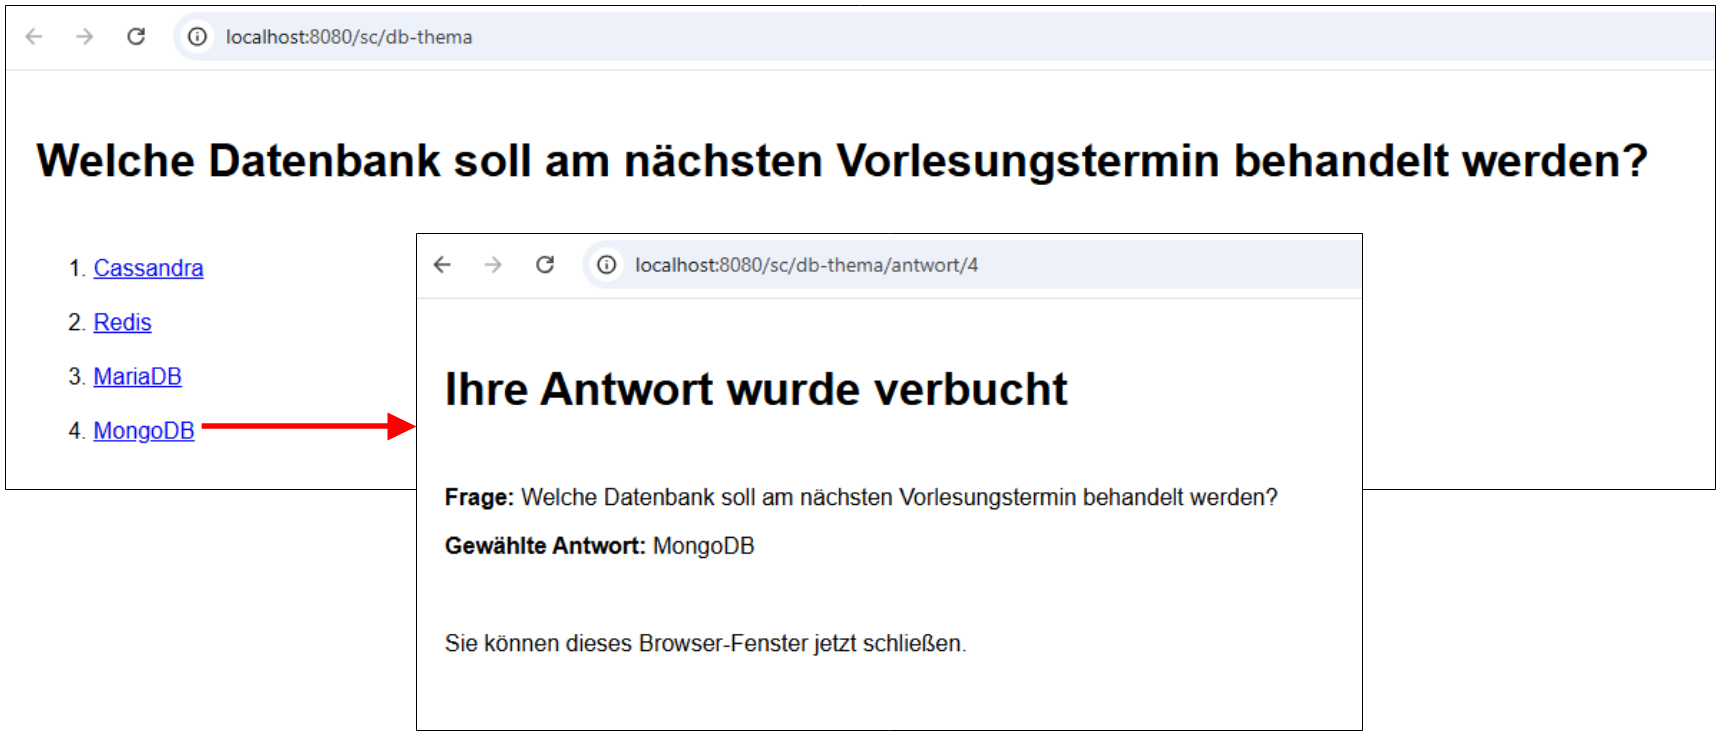 localhost:8080/sc/db-thema
Welche Datenbank soll am nächsten Vorlesungstermin behandelt werden?
1. Cassandra
2. Redis
3. MariaDB
4. MongoDB
localhost:8080/sc/db-thema/antwort/4
Ihre Antwort wurde verbucht
Frage: Welche Datenbank soll am nächsten Vorlesungstermin behandelt werden?
Gewählte Antwort: MongoDB
Sie können dieses Browser-Fenster jetzt schließen.